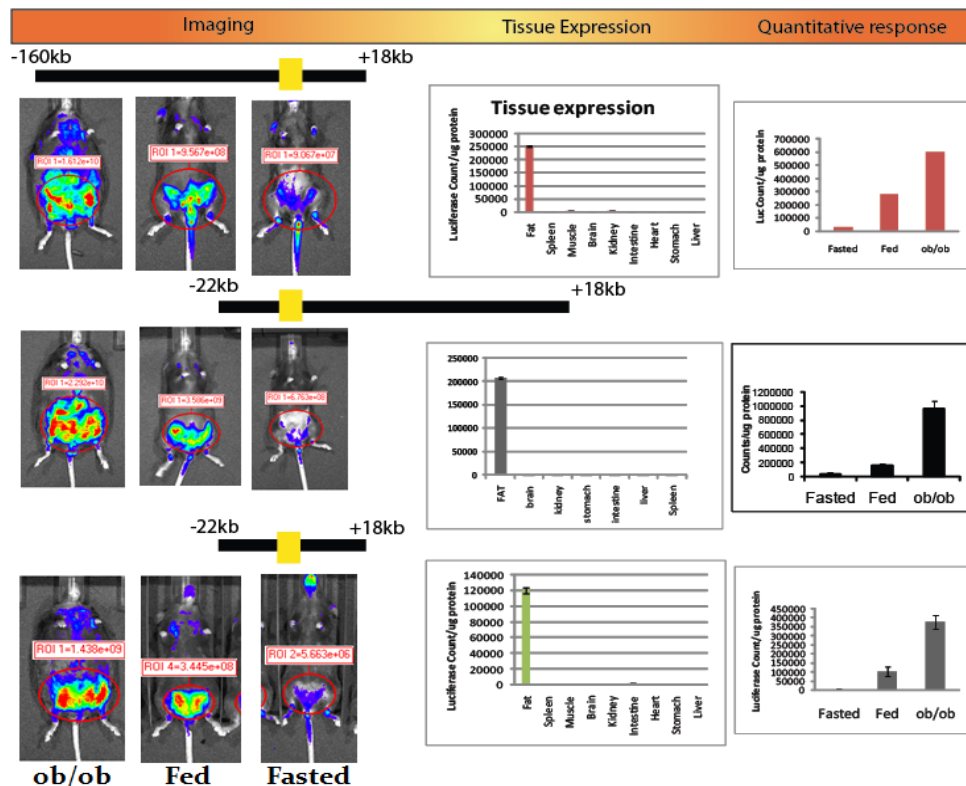 Imaging
Tissue Expression
Quantitative response
-160kb
+18kb
ROI 1=1.612e+10
ROI 1=9.567e+08
ROI 1=9.067e+07
Tissue expression
Luciferase Count/ug protein
300000
250000
200000
150000
100000
50000
0
Fat
Spleen
Muscle
Brain
Kidney
Intestine
Heart
Stomach
Liver
Luc Count/ug protein
700000
600000
500000
400000
300000
200000
100000
0
Fasted
Fed
ob/ob
-22kb
+18kb
ROI 1=2.292e+10
ROI 1=3.586e+09
ROI 1=6.763e+08
250000
200000
150000
100000
50000
0
FAT
brain
kidney
stomach
intestine
liver
Spleen
Counts/ug protein
1200000
1000000
800000
600000
400000
200000
0
Fasted
Fed
ob/ob
-22kb
+18kb
ROI 1=1.438e+09
ROI 4=3.445e+08
ROI 2=5.663e+06
Luciferase Count/ug protein
140000
120000
100000
80000
60000
40000
20000
0
Fat
Spleen
Muscle
Brain
Kidney
Intestine
Heart
Stomach
Liver
Luciferase Count/ug protein
450000
400000
350000
300000
250000
200000
150000
100000
50000
0
Fasted
Fed
ob/ob
ob/ob
Fed
Fasted